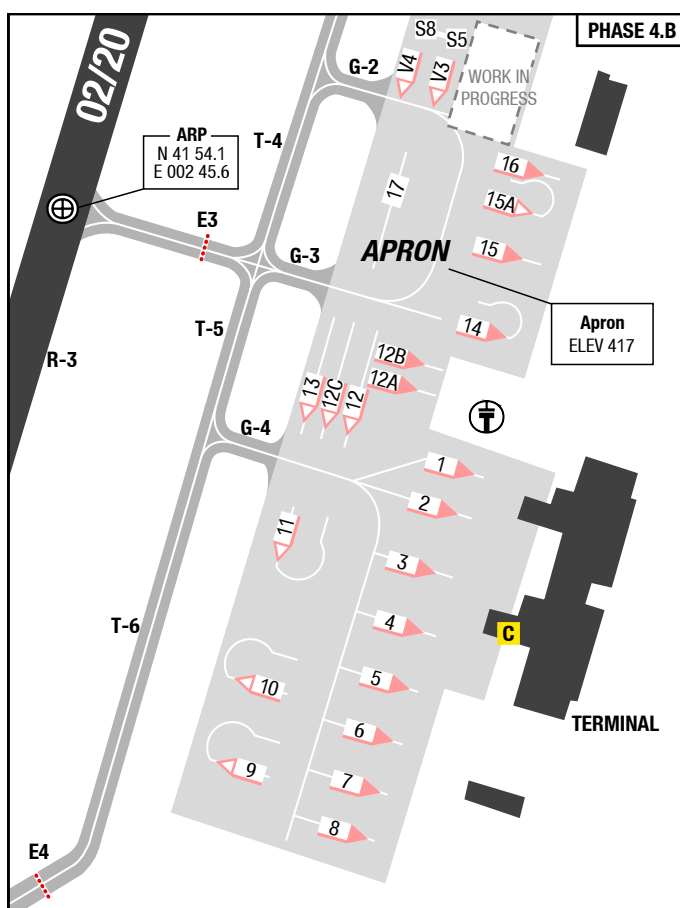 PHASE 4.B
S8
S5
02/20
G-2
V4
V3
WORK IN
PROGRESS
ARP
N 41 54.1
E 002 45.6
T-4
16
17
15A
E3
G-3
APRON
15
T-5
14
Apron
ELEV 417
R-3
12B
12A
13
12C
12
G-4
1
2
11
3
T-6
4
C
5
10
TERMINAL
6
9
7
8
E4